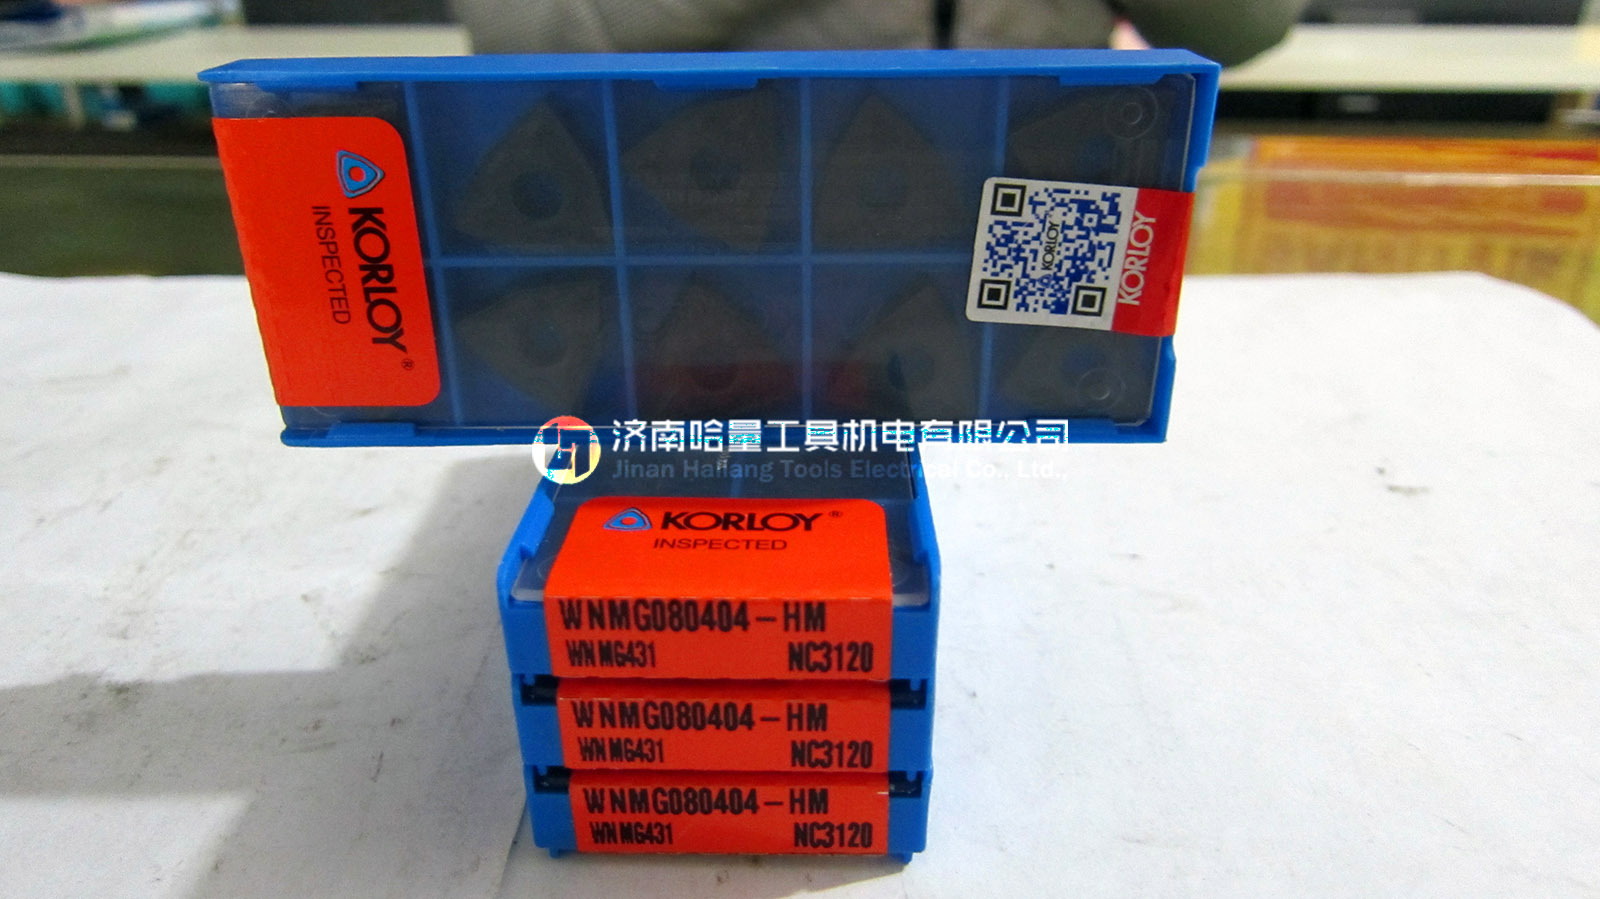 KORLOY®
INSPECTED
KORLOY
KORLOY
济南哈量工具机电有限公司
Jinan Haliang Tools Electrical Co., Ltd.,
KORLOY®
INSPECTED
WNMG080404-HM
WNMG431 NC3120
WNMG080404-HM
WNMG431 NC3120
WNMG080404-HM
WNMG431 NC3120